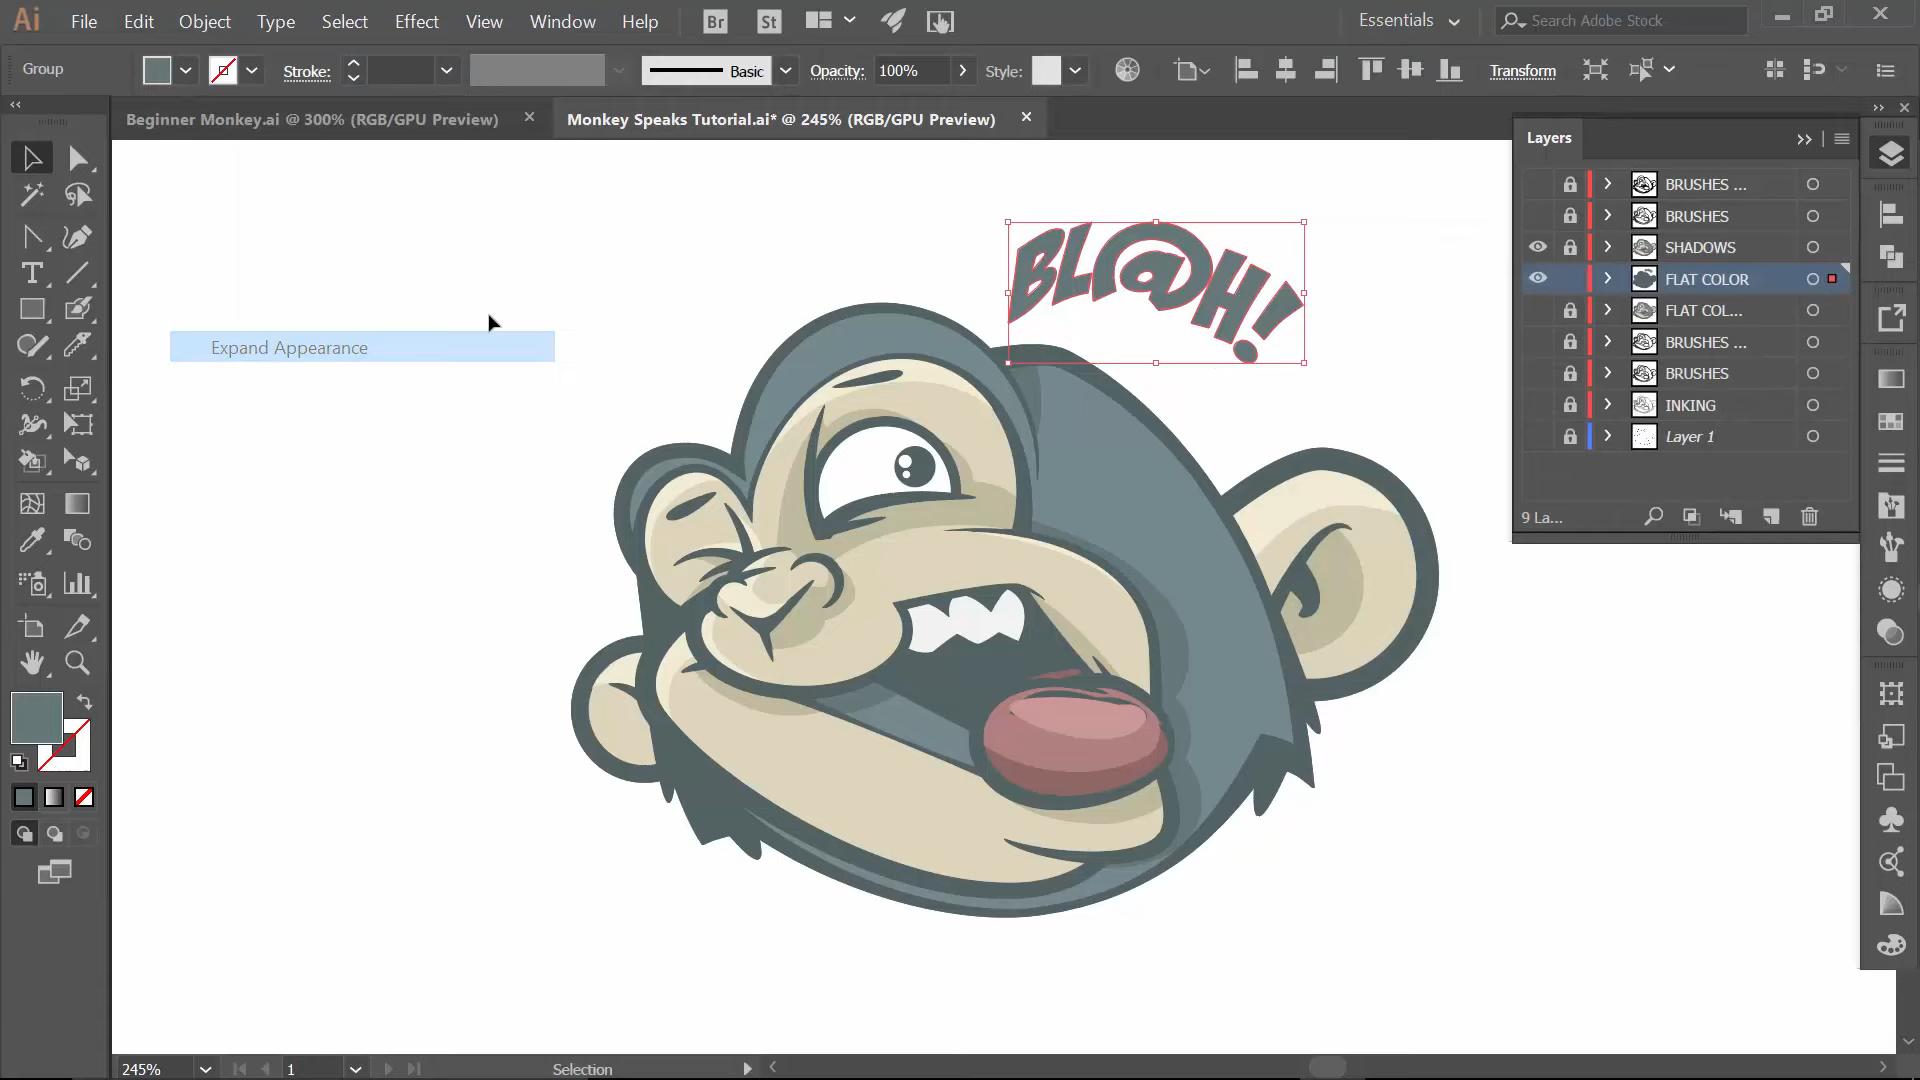 Ai File Edit Object Type Select Effect View Window Help Br St Essentials Search Adobe Stock
Group Stroke: Basic Opacity: 100% Style: Transform
Beginner Monkey.ai @ 300% (RGB/GPU Preview) Monkey Speaks Tutorial.ai* @ 245% (RGB/GPU Preview)
Layers
BRUSHES ...
BRUSHES
SHADOWS
FLAT COLOR
FLAT COL...
BRUSHES ...
BRUSHES
INKING
Layer 1
9 La...
BL@H!
Expand Appearance
245% 1 Selection